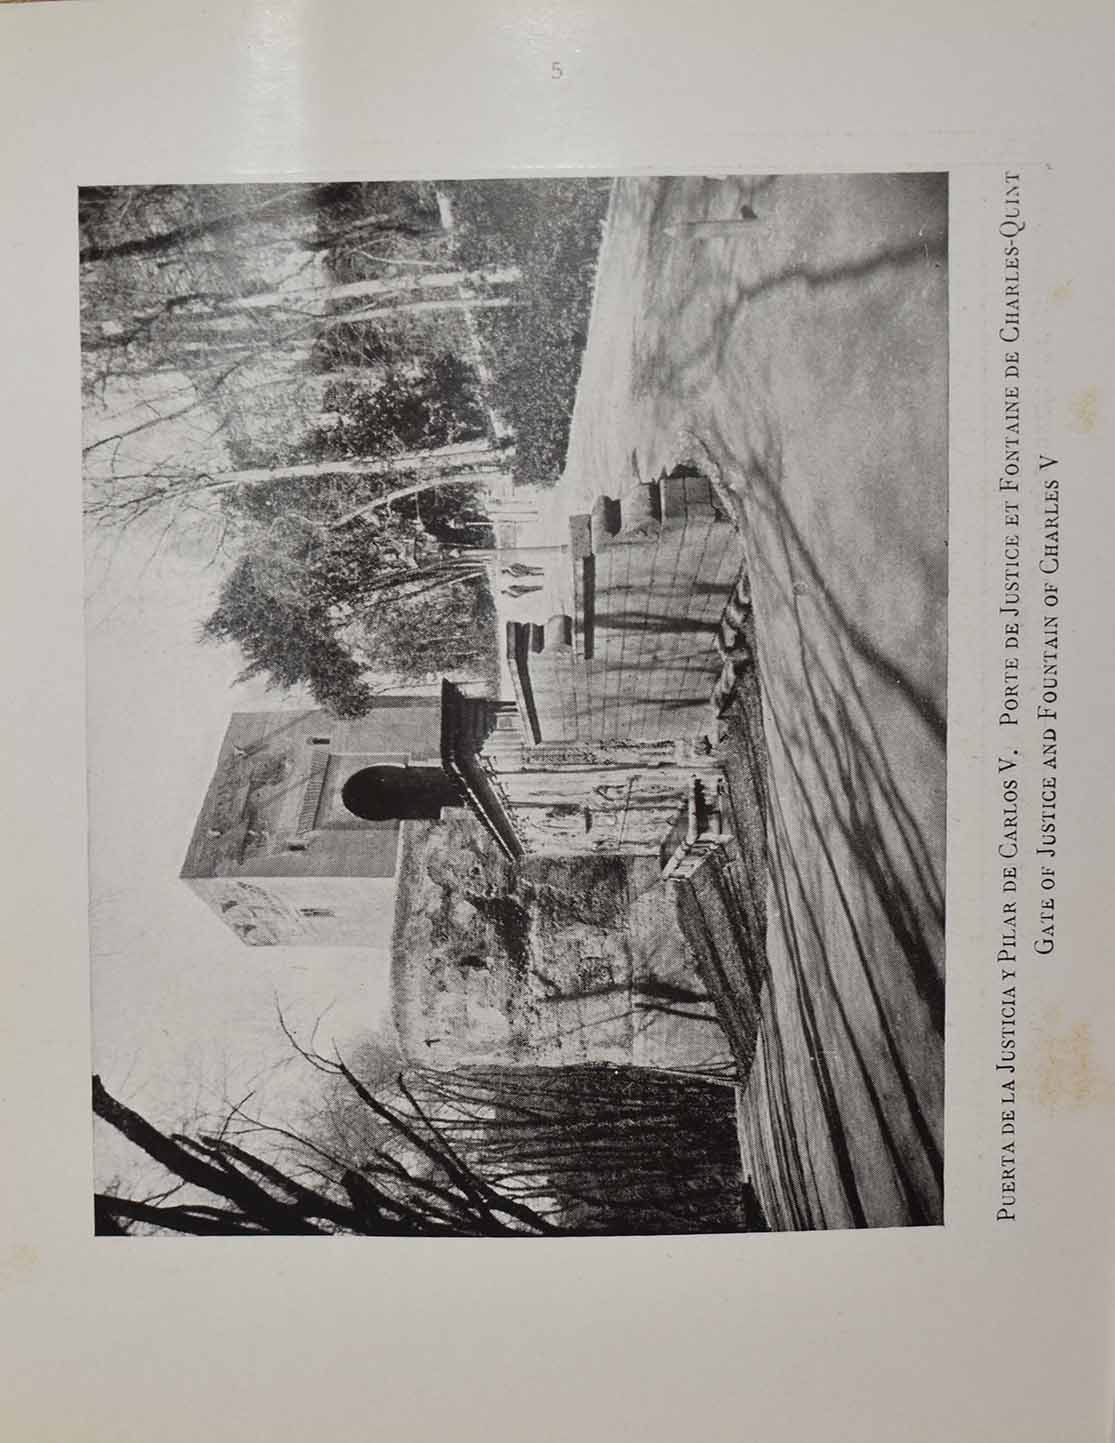 5
PUERTA DE LA JUSTICIA Y PILAR DE CARLOS V. PORTE DE JUSTICE ET FONTAINE DE CHARLES-QUINT
GATE OF JUSTICE AND FOUNTAIN OF CHARLES V